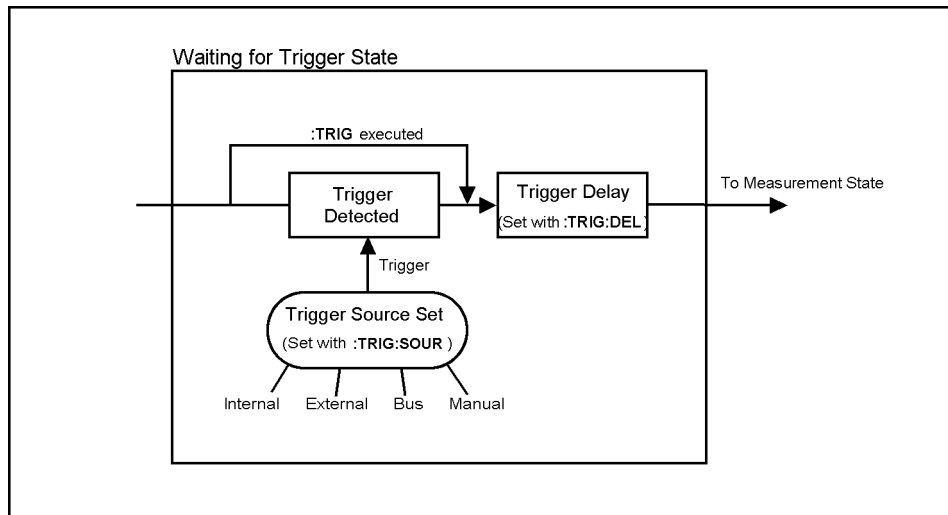 Waiting for Trigger State
:TRIG executed
Trigger
Detected
Trigger Delay
(Set with :TRIG:DEL)
To Measurement State
Trigger
Trigger Source Set
(Set with :TRIG:SOUR )
Internal External Bus Manual